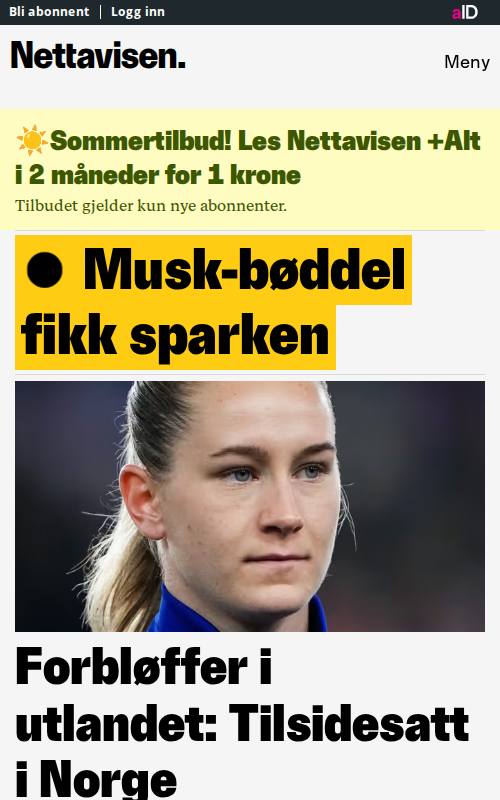 Bli abonnent | Logg inn
aID
Nettavisen.
Meny
☀️Sommertilbud! Les Nettavisen +Alt
i 2 måneder for 1 krone
Tilbudet gjelder kun nye abonnenter.
● Musk-bøddel
fikk sparken
Forbløffer i
utlandet: Tilsidesatt
i Norge